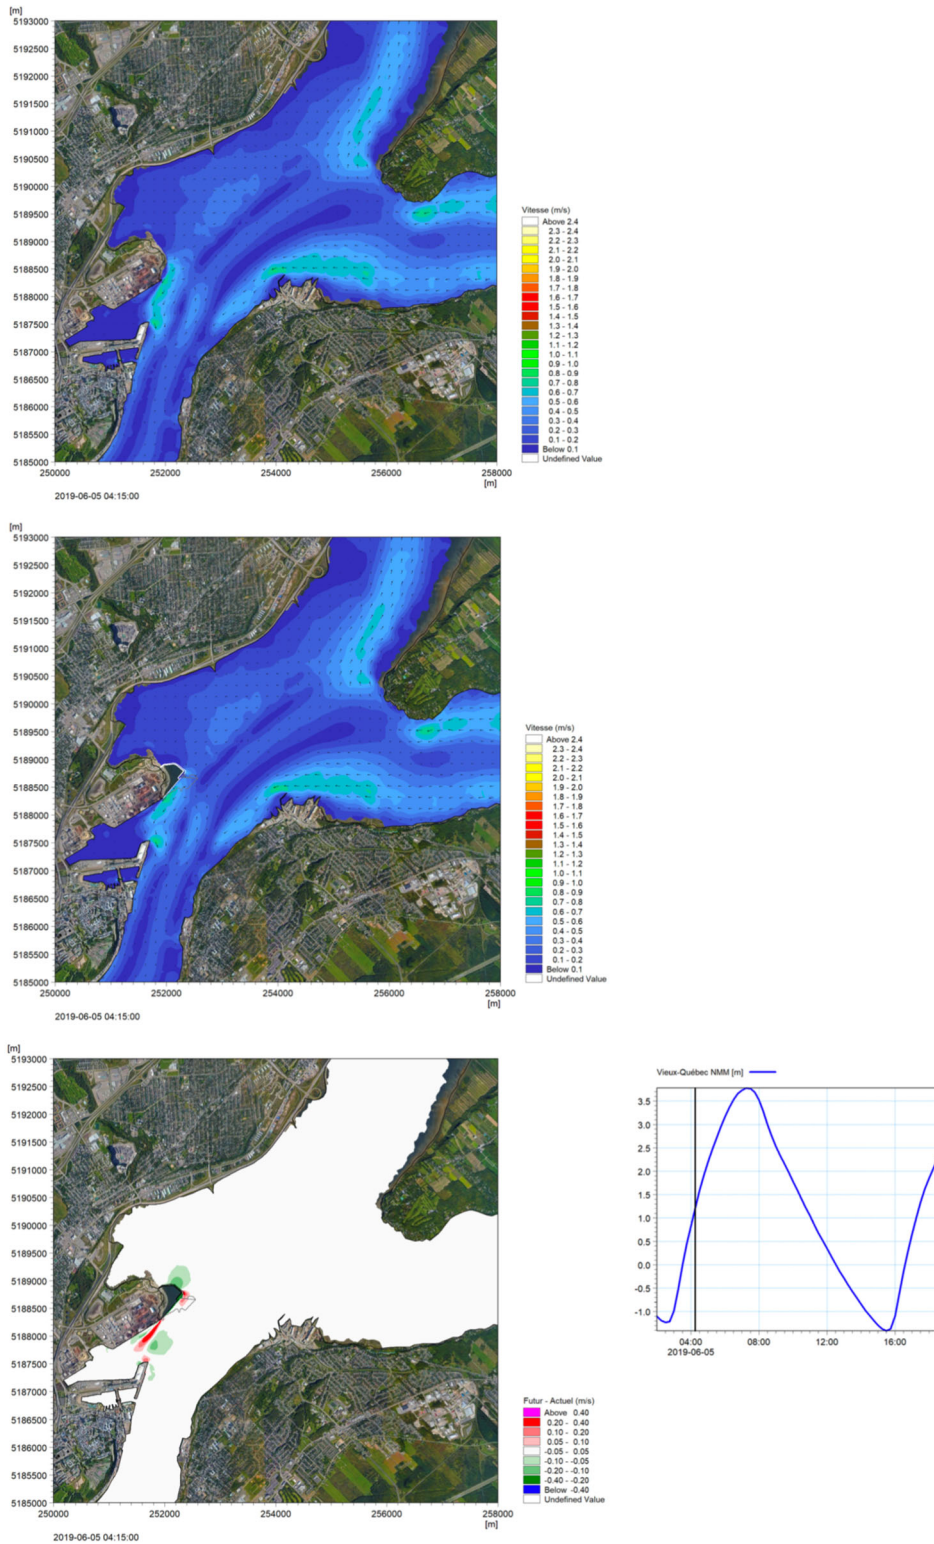 [m]
5193000
5192500
5192000
5191500
5191000
5190500
5190000
5189500
5189000
5188500
5188000
5187500
5187000
5186500
5186000
5185500
5185000
250000 252000 254000 256000 258000
[m]
2019-06-05 04:15:00
Vitesse (m/s)
Above 2.4
2.3 - 2.4
2.2 - 2.3
2.1 - 2.2
2.0 - 2.1
1.9 - 2.0
1.8 - 1.9
1.7 - 1.8
1.6 - 1.7
1.5 - 1.6
1.4 - 1.5
1.3 - 1.4
1.2 - 1.3
1.1 - 1.2
1.0 - 1.1
0.9 - 1.0
0.8 - 0.9
0.7 - 0.8
0.6 - 0.7
0.5 - 0.6
0.4 - 0.5
0.3 - 0.4
0.2 - 0.3
0.1 - 0.2
Below 0.1
Undefined Value
[m]
5193000
5192500
5192000
5191500
5191000
5190500
5190000
5189500
5189000
5188500
5188000
5187500
5187000
5186500
5186000
5185500
5185000
250000 252000 254000 256000 258000
[m]
2019-06-05 04:15:00
Vitesse (m/s)
Above 2.4
2.3 - 2.4
2.2 - 2.3
2.1 - 2.2
2.0 - 2.1
1.9 - 2.0
1.8 - 1.9
1.7 - 1.8
1.6 - 1.7
1.5 - 1.6
1.4 - 1.5
1.3 - 1.4
1.2 - 1.3
1.1 - 1.2
1.0 - 1.1
0.9 - 1.0
0.8 - 0.9
0.7 - 0.8
0.6 - 0.7
0.5 - 0.6
0.4 - 0.5
0.3 - 0.4
0.2 - 0.3
0.1 - 0.2
Below 0.1
Undefined Value
[m]
5193000
5192500
5192000
5191500
5191000
5190500
5190000
5189500
5189000
5188500
5188000
5187500
5187000
5186500
5186000
5185500
5185000
250000 252000 254000 256000 258000
[m]
2019-06-05 04:15:00
Futur - Actuel (m/s)
Above 0.40
0.20 - 0.40
0.10 - 0.20
0.05 - 0.10
-0.05 - 0.05
-0.10 - -0.05
-0.20 - -0.10
-0.40 - -0.20
Below -0.40
Undefined Value
Vieux-Québec NMM [m]
3.5
3.0
2.5
2.0
1.5
1.0
0.5
0.0
-0.5
-1.0
04:00 08:00 12:00 16:00
2019-06-05